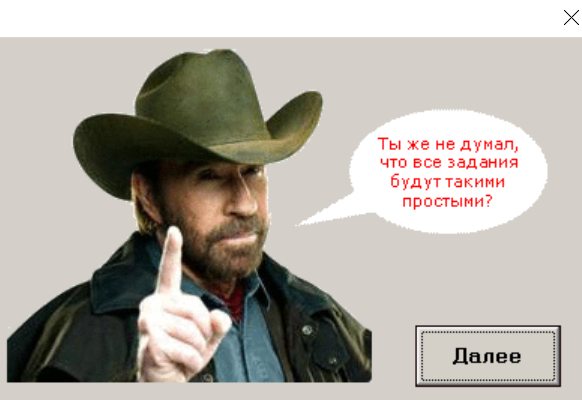 Ты же не думал,
что все задания
будут такими
простыми?
Далее